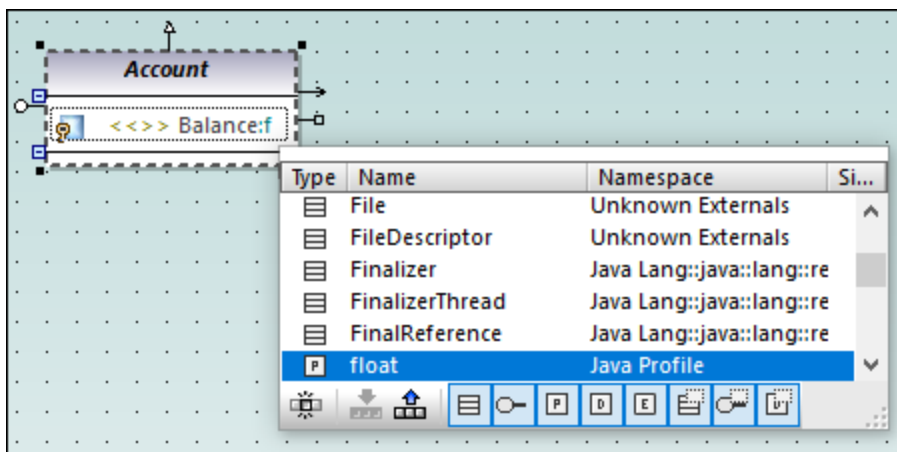 Account
<<>> Balance:f
Type Name Namespace Si...
File Unknown Externals
FileDescriptor Unknown Externals
Finalizer Java Lang::java::lang::re
FinalizerThread Java Lang::java::lang::re
FinalReference Java Lang::java::lang::re
P float Java Profile
P D E